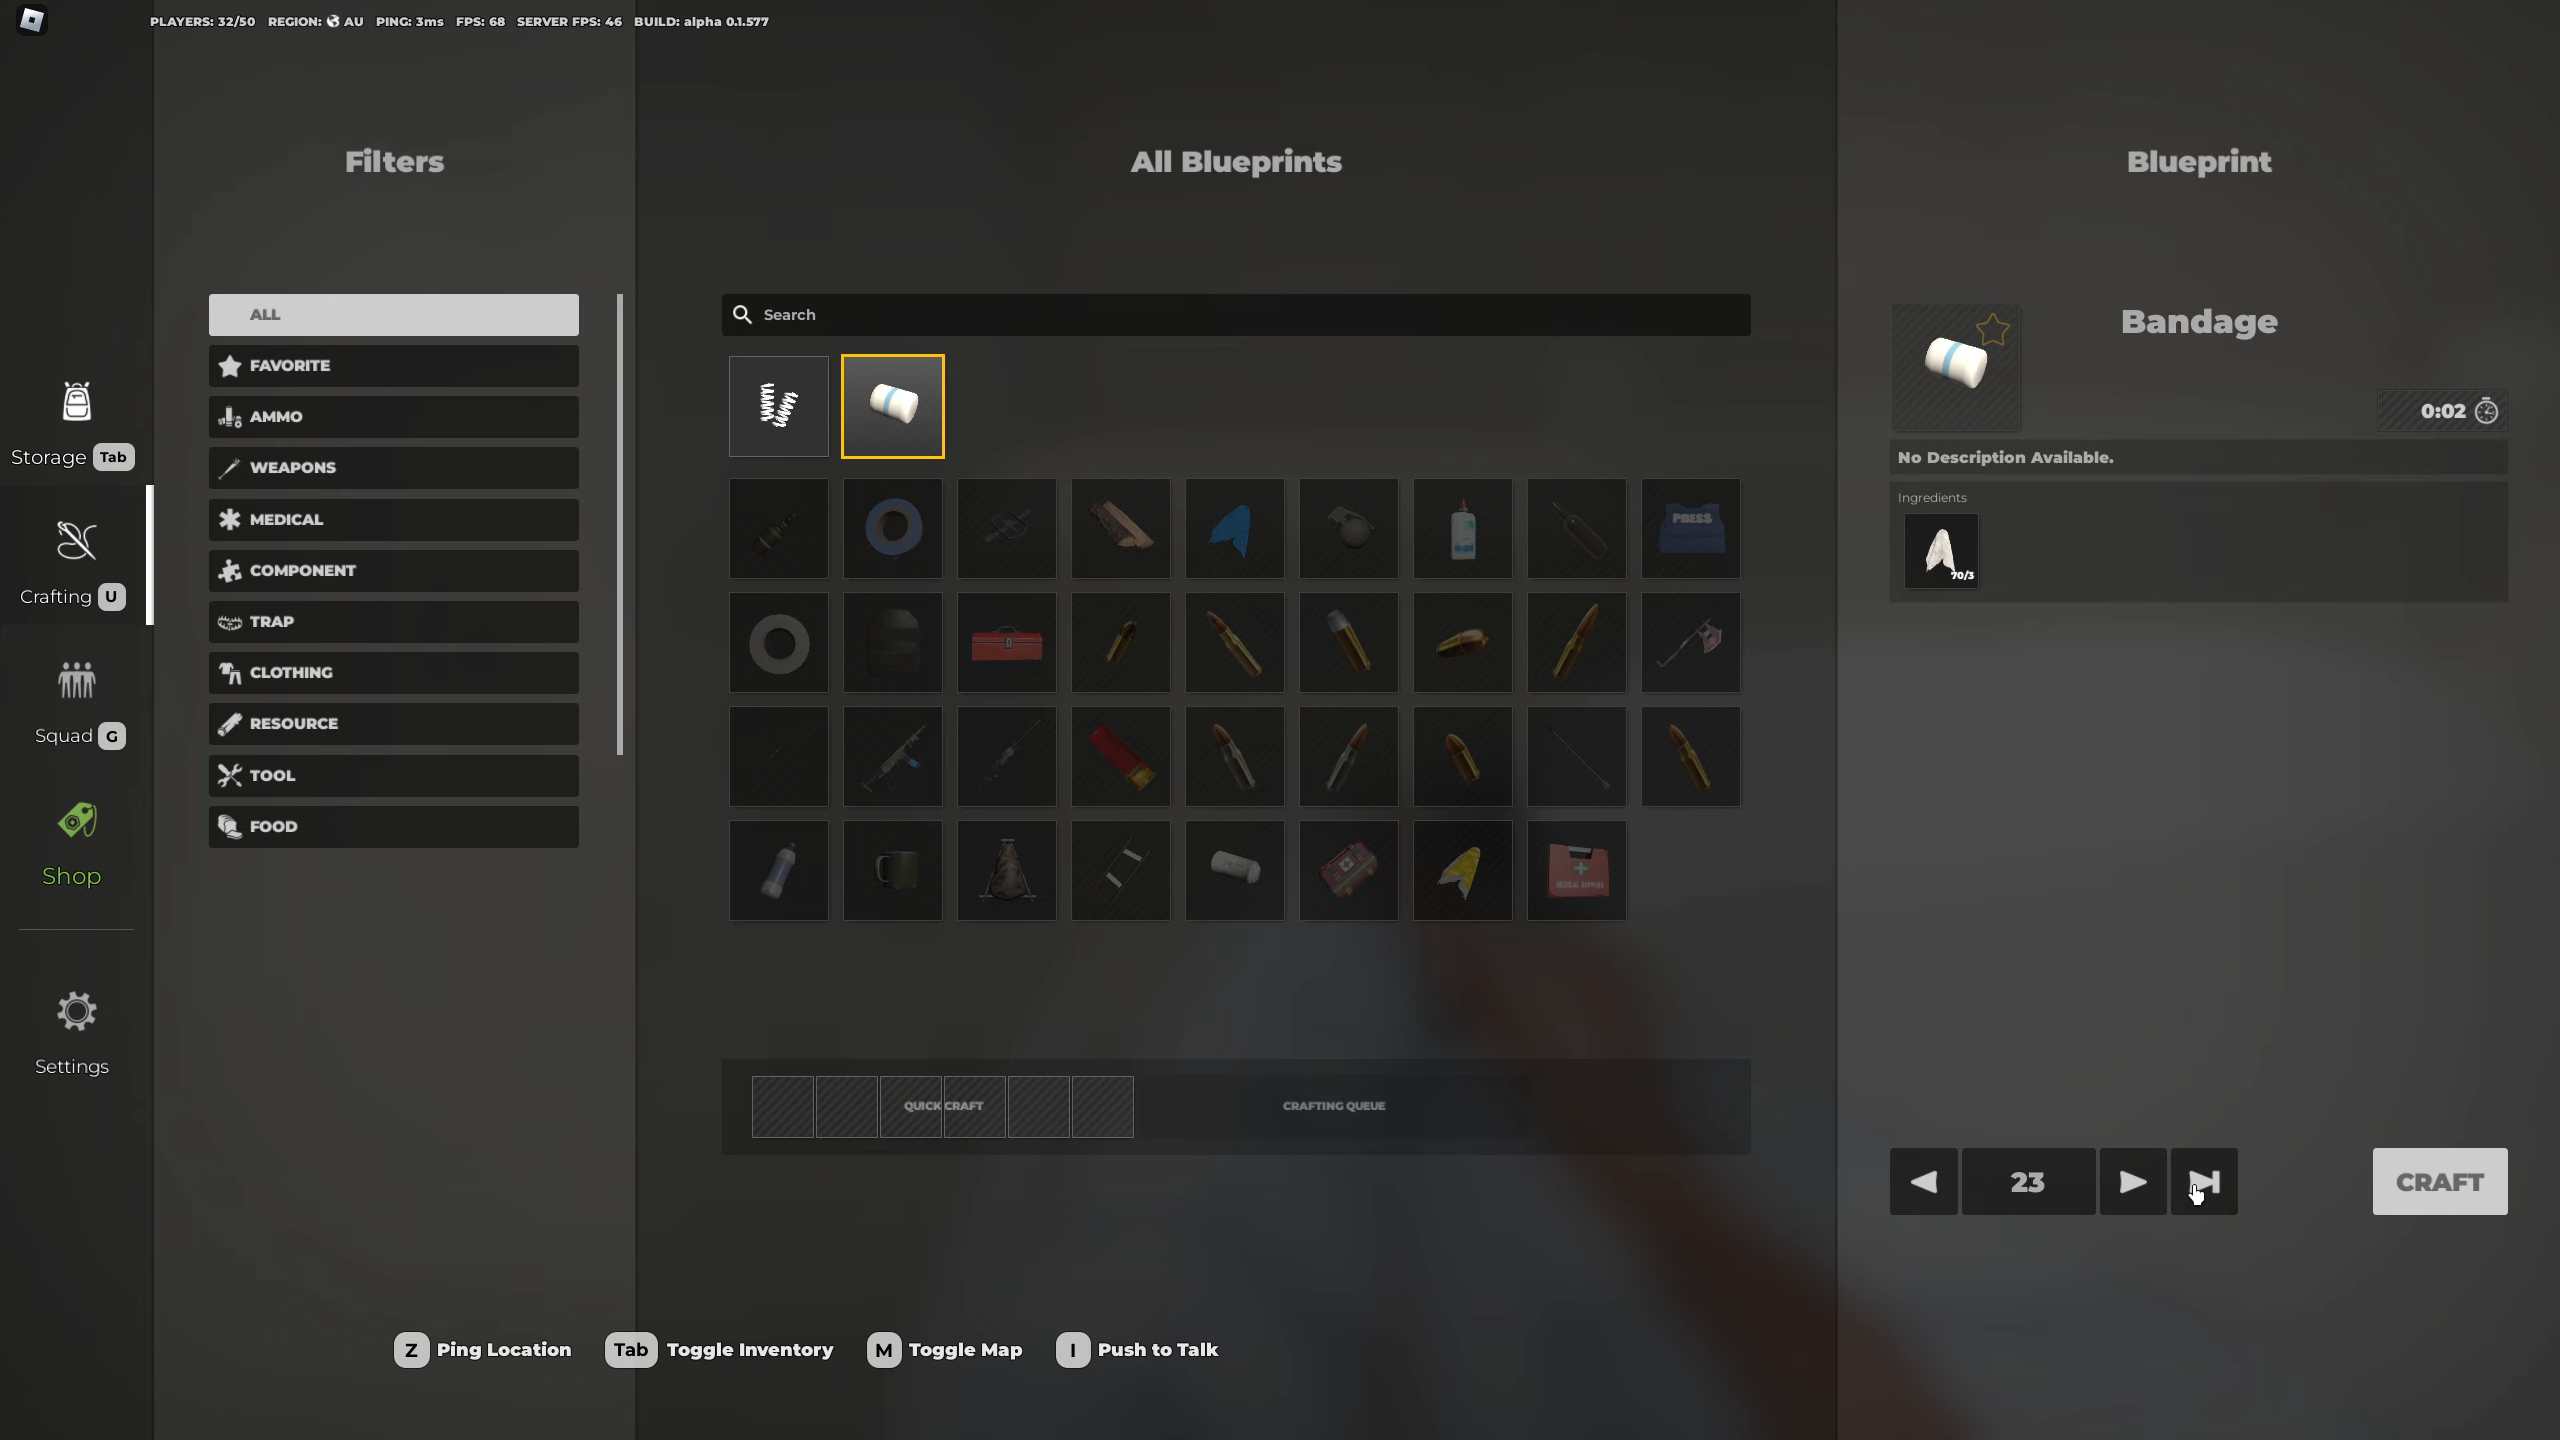 PLAYERS: 32/50 REGION: AU PING: 3ms FPS: 68 SERVER FPS: 46 BUILD: alpha 0.1.577
Filters
All Blueprints
Blueprint
ALL
FAVORITE
AMMO
WEAPONS
MEDICAL
COMPONENT
TRAP
CLOTHING
RESOURCE
TOOL
FOOD
Storage Tab
Crafting U
Squad G
Shop
Settings
Search
PRESS
MEDICAL SUPPLIES
QUICK CRAFT
CRAFTING QUEUE
Bandage
0:02
No Description Available.
Ingredients
70/3
23
CRAFT
Z Ping Location Tab Toggle Inventory M Toggle Map I Push to Talk